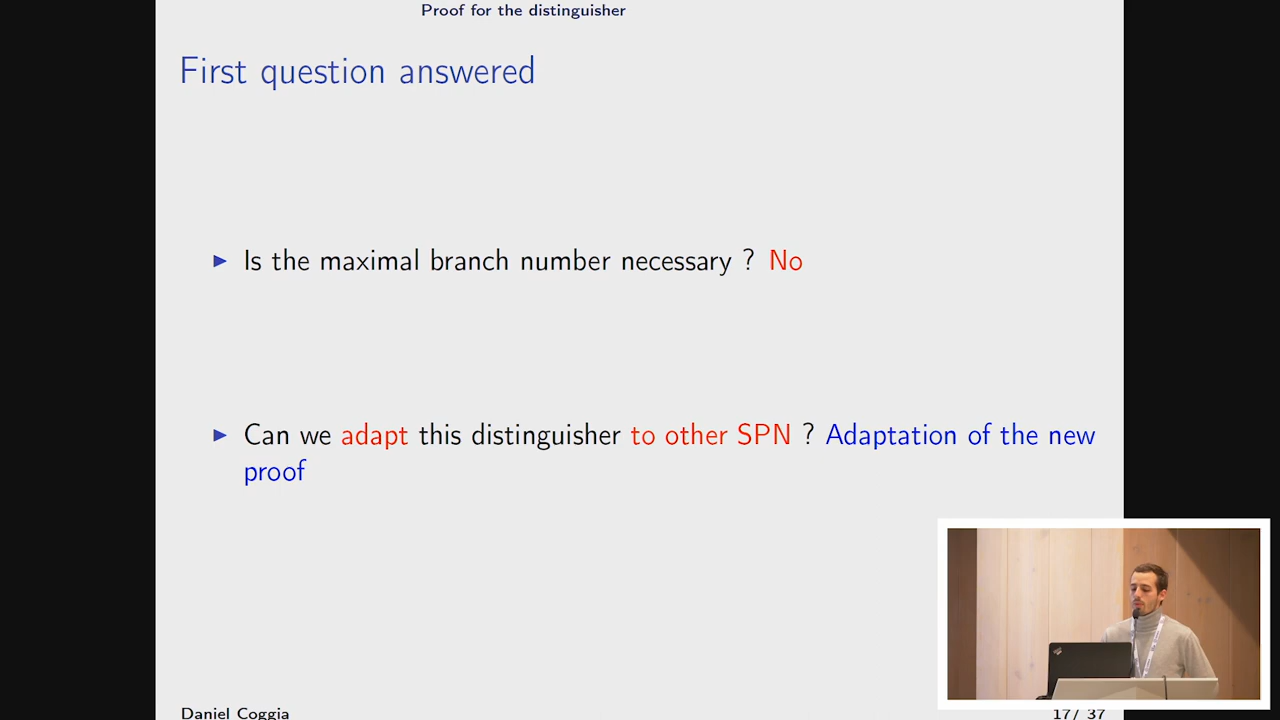 Proof for the distinguisher
First question answered
▶ Is the maximal branch number necessary ? No
▶ Can we adapt this distinguisher to other SPN ? Adaptation of the new
proof
Daniel Coggia
17/ 37